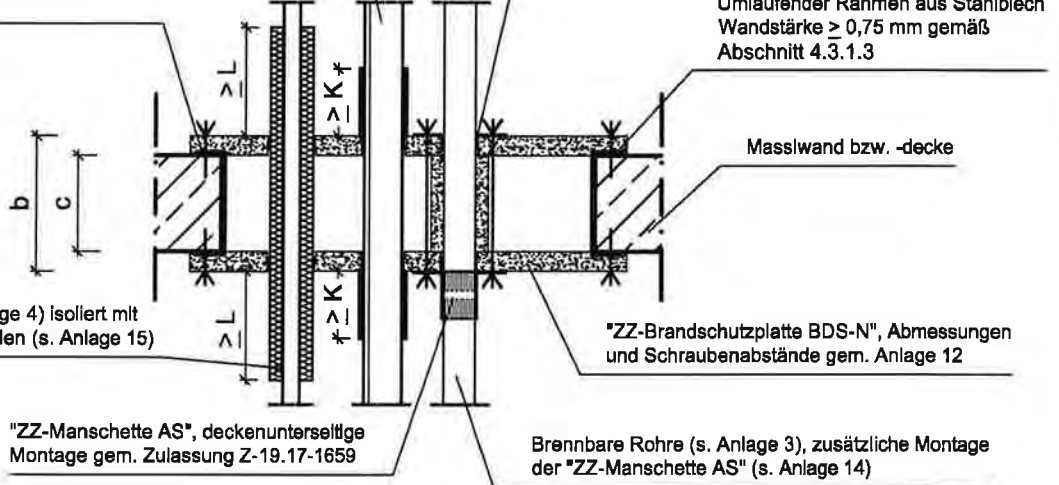 Umlaufender Rahmen aus Stahlblech
Wandstärke ≥ 0,75 mm gemäß
Abschnitt 4.3.1.3
≥ L
≥ K
Massivwand bzw. -decke
b
c
≥ L
≥ K
ge 4) isoliert mit
den (s. Anlage 15)
"ZZ-Brandschutzplatte BDS-N", Abmessungen
und Schraubenabstände gem. Anlage 12
"ZZ-Manschette AS", deckenunterseitige
Montage gem. Zulassung Z-19.17-1659
Brennbare Rohre (s. Anlage 3), zusätzliche Montage
der "ZZ-Manschette AS" (s. Anlage 14)